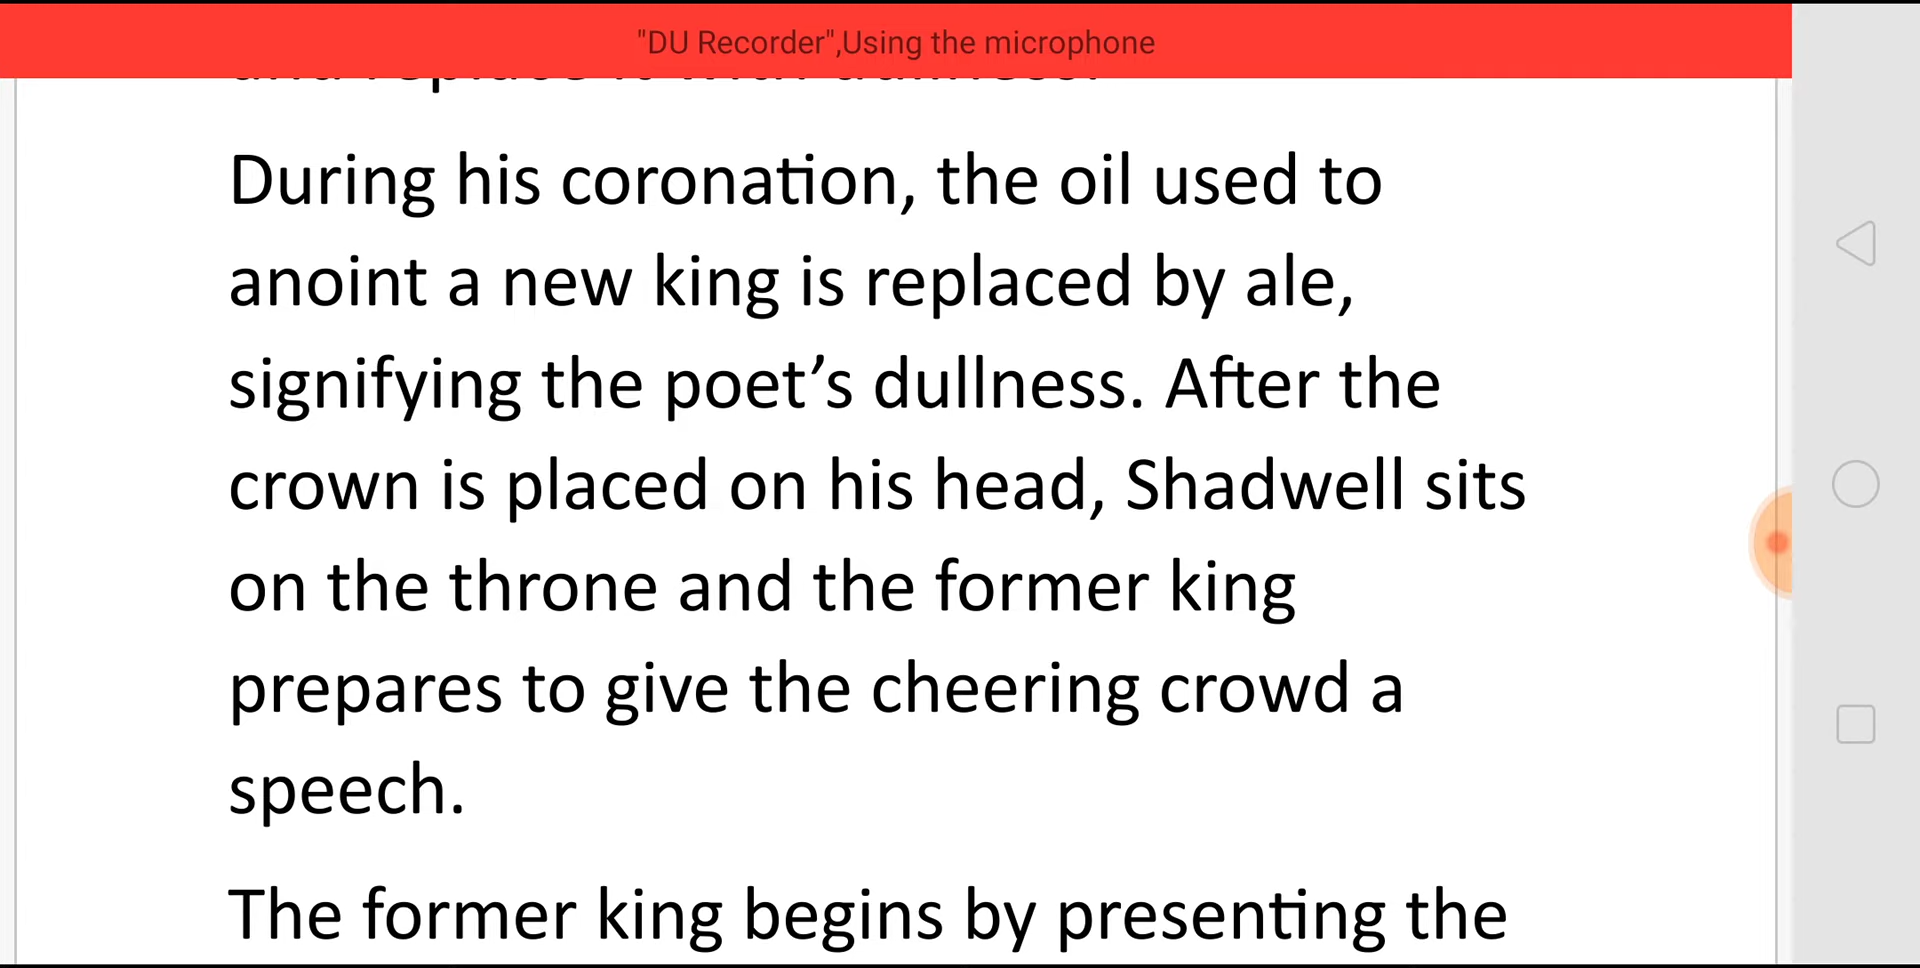 "DU Recorder",Using the microphone
During his coronation, the oil used to
anoint a new king is replaced by ale,
signifying the poet’s dullness. After the
crown is placed on his head, Shadwell sits
on the throne and the former king
prepares to give the cheering crowd a
speech.
The former king begins by presenting the